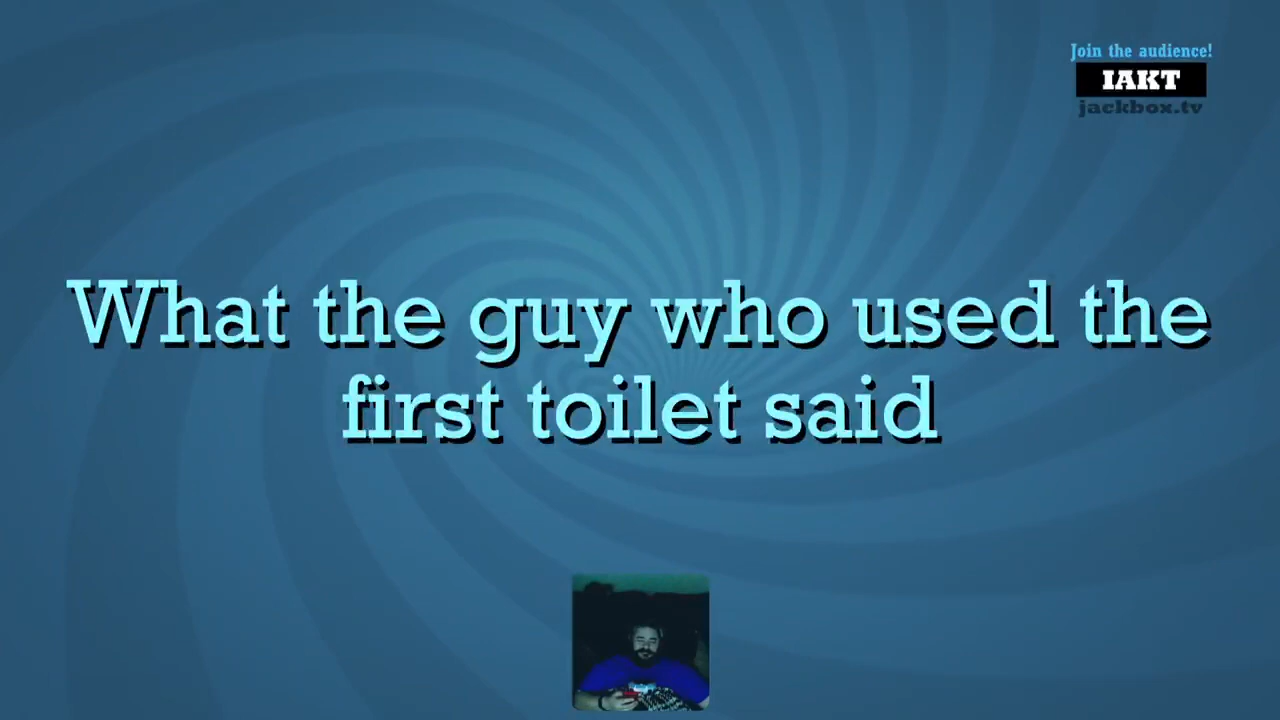 Join the audience!
IAKT
jackbox.tv
What the guy who used the
first toilet said